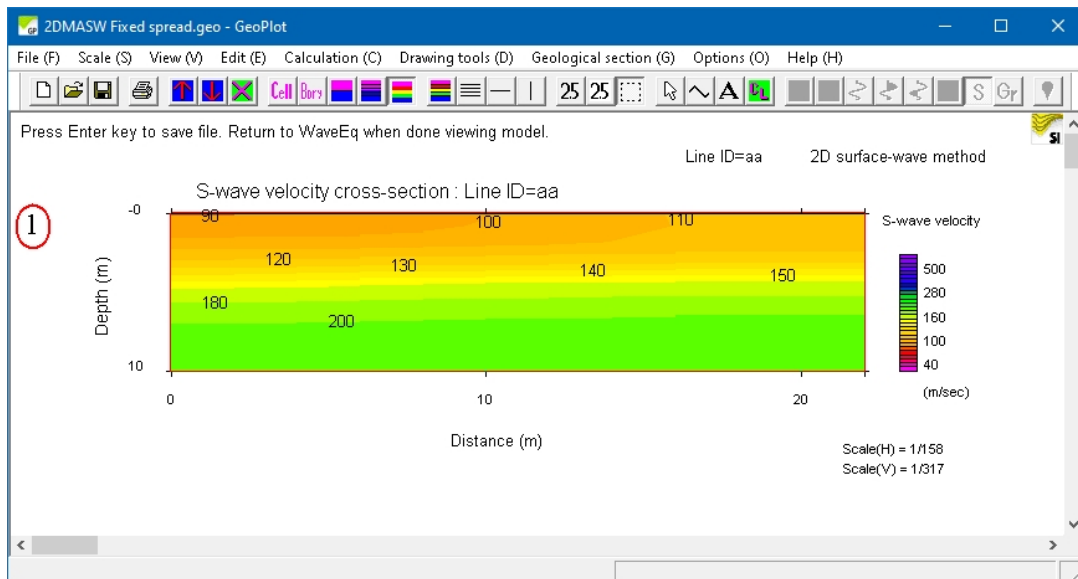 GP 2DMASW Fixed spread.geo - GeoPlot
File (F) Scale (S) View (V) Edit (E) Calculation (C) Drawing tools (D) Geological section (G) Options (O) Help (H)
Cell Bory 25 25 A CL S Gr
Press Enter key to save file. Return to WaveEq when done viewing model.
SI
Line ID=aa 2D surface-wave method
S-wave velocity cross-section : Line ID=aa
1
-0
90 100 110
S-wave velocity
120 130 140 150
180
200
Depth (m)
10
500
280
160
100
40
(m/sec)
0 10 20
Distance (m)
Scale(H) = 1/158
Scale(V) = 1/317